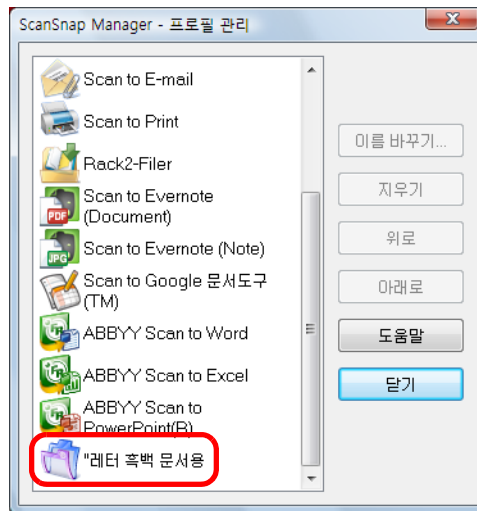 ScanSnap Manager - 프로필 관리
Scan to E-mail
Scan to Print
Rack2-Filer
Scan to Evernote
(Document)
Scan to Evernote (Note)
Scan to Google 문서도구
(TM)
ABBYY Scan to Word
ABBYY Scan to Excel
ABBYY Scan to
PowerPoint(R)
"레터 흑백 문서용
이름 바꾸기...
지우기
위로
아래로
도움말
닫기
PDF
JPG